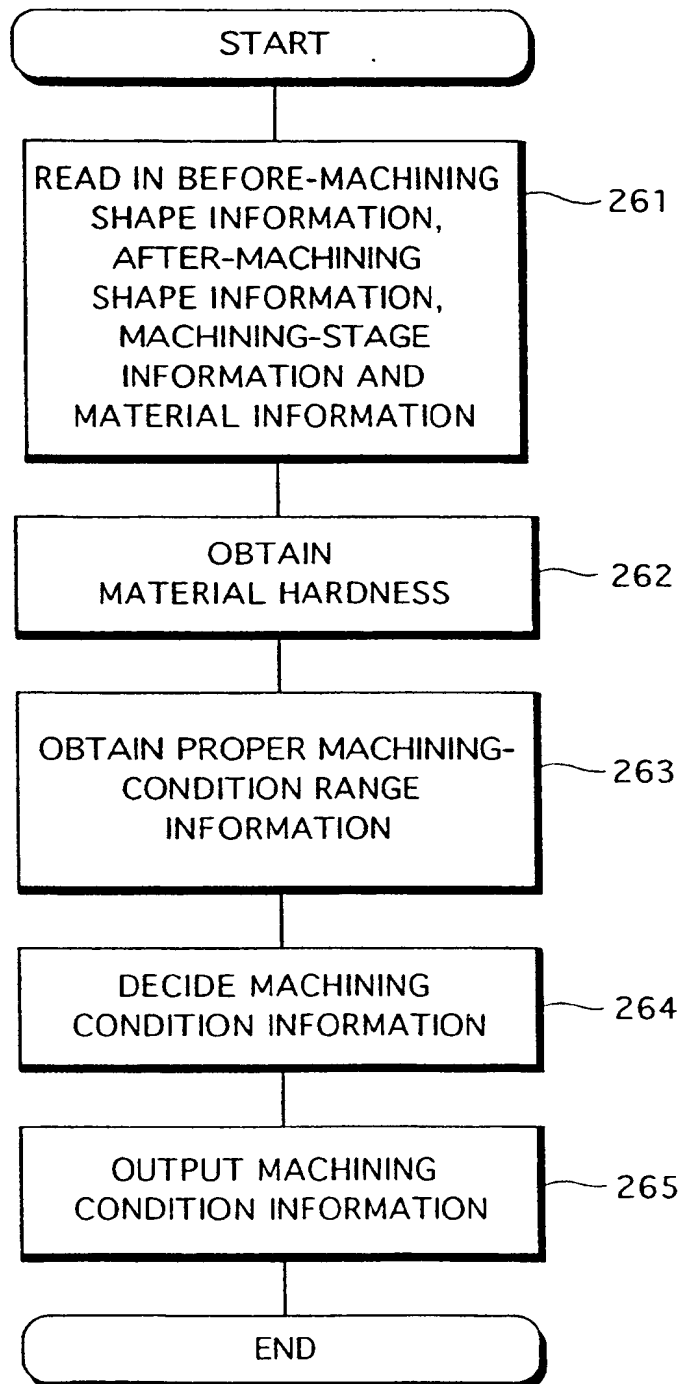 START
READ IN BEFORE-MACHINING
SHAPE INFORMATION,
AFTER-MACHINING
SHAPE INFORMATION,
MACHINING-STAGE
INFORMATION AND
MATERIAL INFORMATION
261
OBTAIN
MATERIAL HARDNESS
262
OBTAIN PROPER MACHINING-
CONDITION RANGE
INFORMATION
263
DECIDE MACHINING
CONDITION INFORMATION
264
OUTPUT MACHINING
CONDITION INFORMATION
265
END